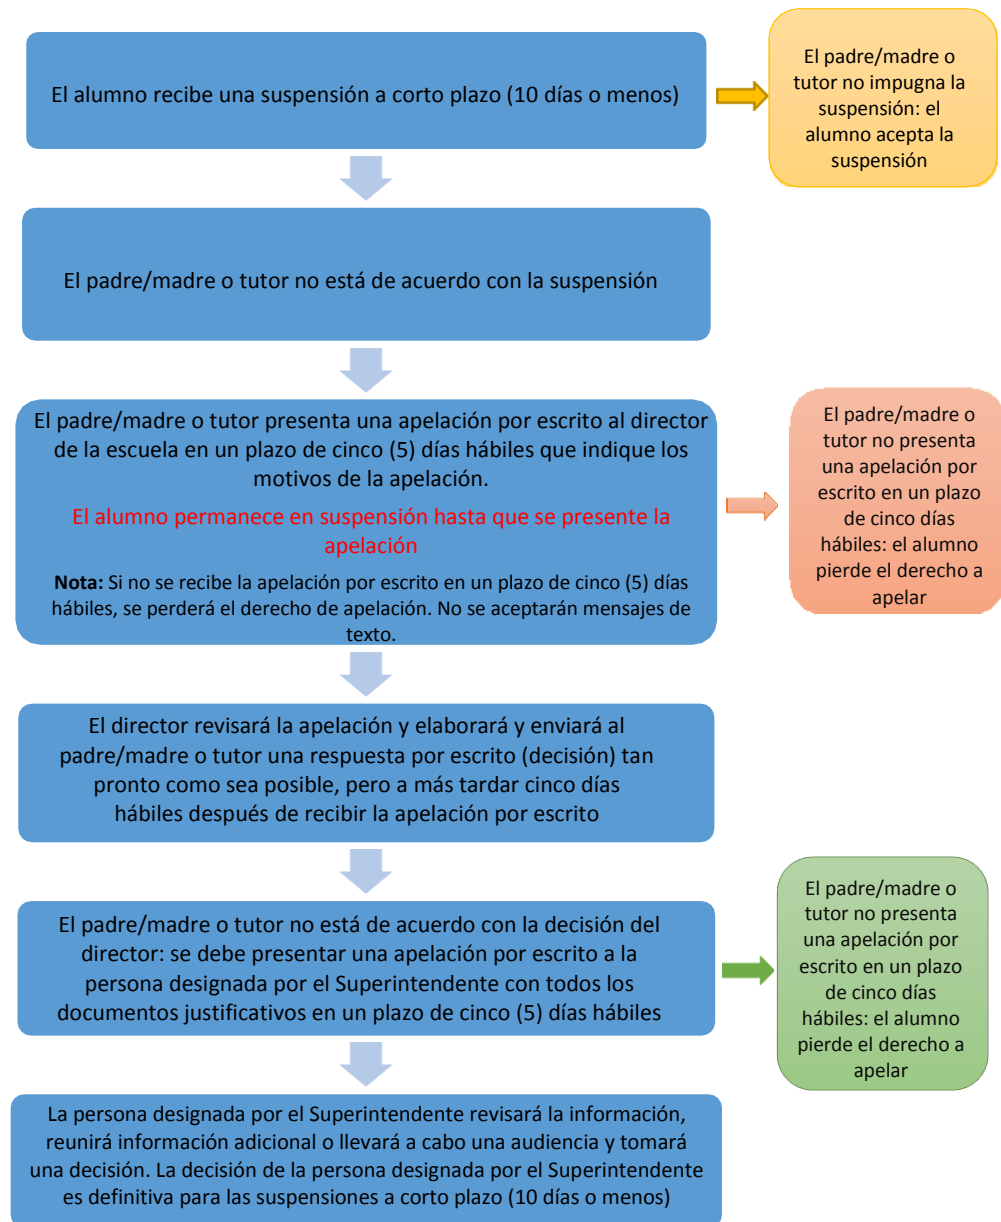 El alumno recibe una suspensión a corto plazo (10 días o menos)
El padre/madre o
tutor no impugna la
suspensión: el
alumno acepta la
suspensión
El padre/madre o tutor no está de acuerdo con la suspensión
El padre/madre o tutor presenta una apelación por escrito al director
de la escuela en un plazo de cinco (5) días hábiles que indique los
motivos de la apelación.
El alumno permanece en suspensión hasta que se presente la
apelación
Nota: Si no se recibe la apelación por escrito en un plazo de cinco (5) días
hábiles, se perderá el derecho de apelación. No se aceptarán mensajes de
texto.
El padre/madre o
tutor no presenta
una apelación por
escrito en un plazo
de cinco días
hábiles: el alumno
pierde el derecho a
apelar
El director revisará la apelación y elaborará y enviará al
padre/madre o tutor una respuesta por escrito (decisión) tan
pronto como sea posible, pero a más tardar cinco días
hábiles después de recibir la apelación por escrito
El padre/madre o tutor no está de acuerdo con la decisión del
director: se debe presentar una apelación por escrito a la
persona designada por el Superintendente con todos los
documentos justificativos en un plazo de cinco (5) días hábiles
El padre/madre o
tutor no presenta
una apelación por
escrito en un plazo
de cinco días
hábiles: el alumno
pierde el derecho a
apelar
La persona designada por el Superintendente revisará la información,
reunirá información adicional o llevará a cabo una audiencia y tomará
una decisión. La decisión de la persona designada por el Superintendente
es definitiva para las suspensiones a corto plazo (10 días o menos)